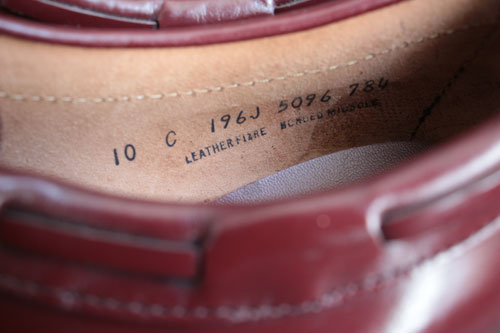 10 C 196J 5096 784
LEATHER FIBRE BONDED MIDSOLE